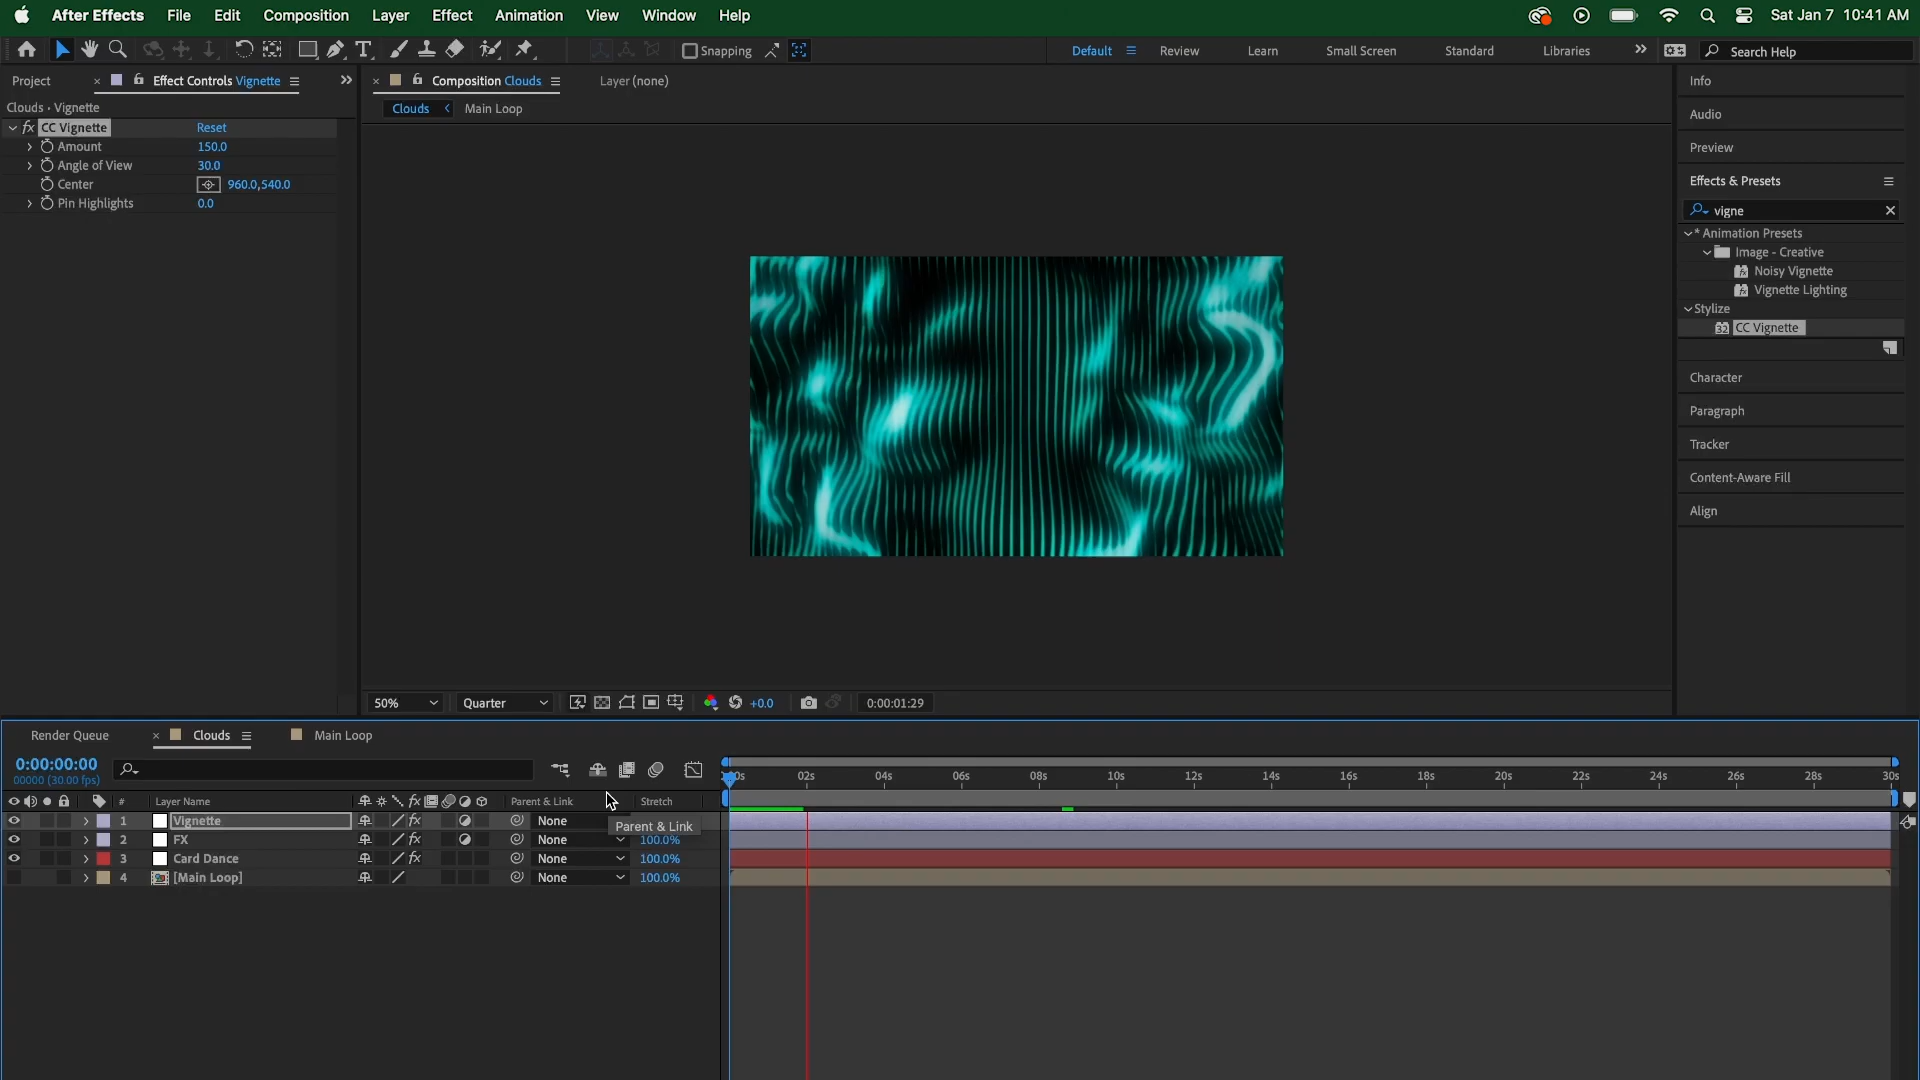 After Effects File Edit Composition Layer Effect Animation View Window Help Sat Jan 7 10:41 AM
Snapping Default Review Learn Small Screen Standard Libraries Search Help
Project Effect Controls Vignette Composition Clouds Layer (none) Info
Clouds • Vignette Clouds Main Loop Audio
fx CC Vignette Reset
Amount 150.0 Preview
Angle of View 30.0
Center 960.0,540.0 Effects & Presets
Pin Highlights 0.0
vigne
* Animation Presets
Image - Creative
Noisy Vignette
Vignette Lighting
Stylize
CC Vignette
Character
Paragraph
Tracker
Content-Aware Fill
Align
50% Quarter +0.0 0:00:01:29
Render Queue Clouds Main Loop
0:00:00:00
00000 (30.00 fps)
:00s 02s 04s 06s 08s 10s 12s 14s 16s 18s 20s 22s 24s 26s 28s 30s
# Layer Name fx Parent & Link Stretch
1 Vignette fx None
Parent & Link
2 FX fx None 100.0%
3 Card Dance fx None 100.0%
4 [Main Loop] None 100.0%